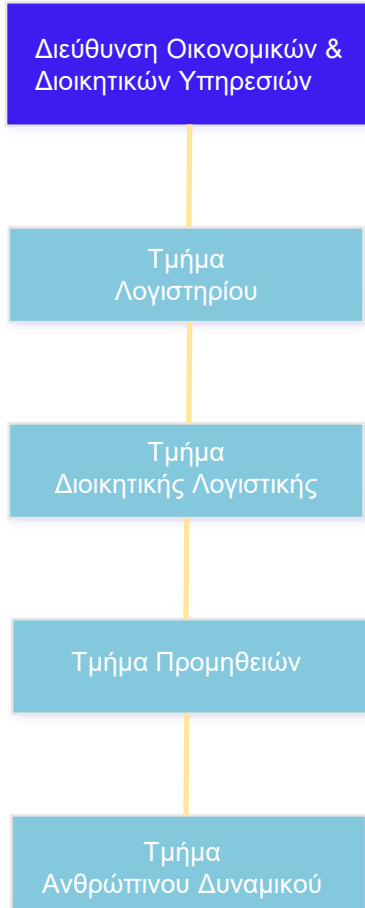 Διεύθυνση Οικονομικών &
Διοικητικών Υπηρεσιών
Τμήμα
Λογιστηρίου
Τμήμα
Διοικητικής Λογιστικής
Τμήμα Προμηθειών
Τμήμα
Ανθρώπινου Δυναμικού